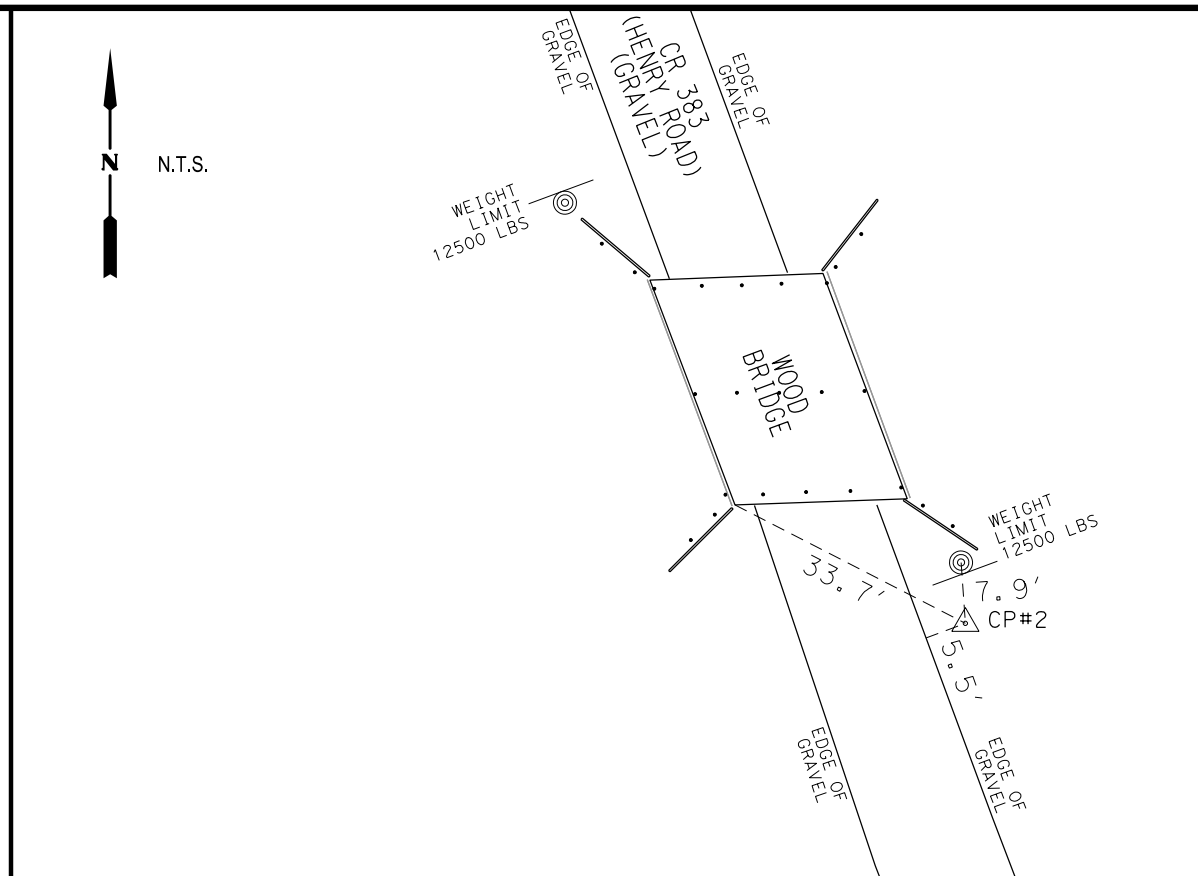 EDGE OF
GRAVEL
CR 383
(HENRY ROAD)
(GRAVEL)
EDGE OF
GRAVEL
N
N.T.S.
WEIGHT
LIMIT
12500 LBS
WOOD
BRIDGE
WEIGHT
LIMIT
12500 LBS
33.7'
7.9'
CP#2
5.5'
EDGE OF
GRAVEL
EDGE OF
GRAVEL